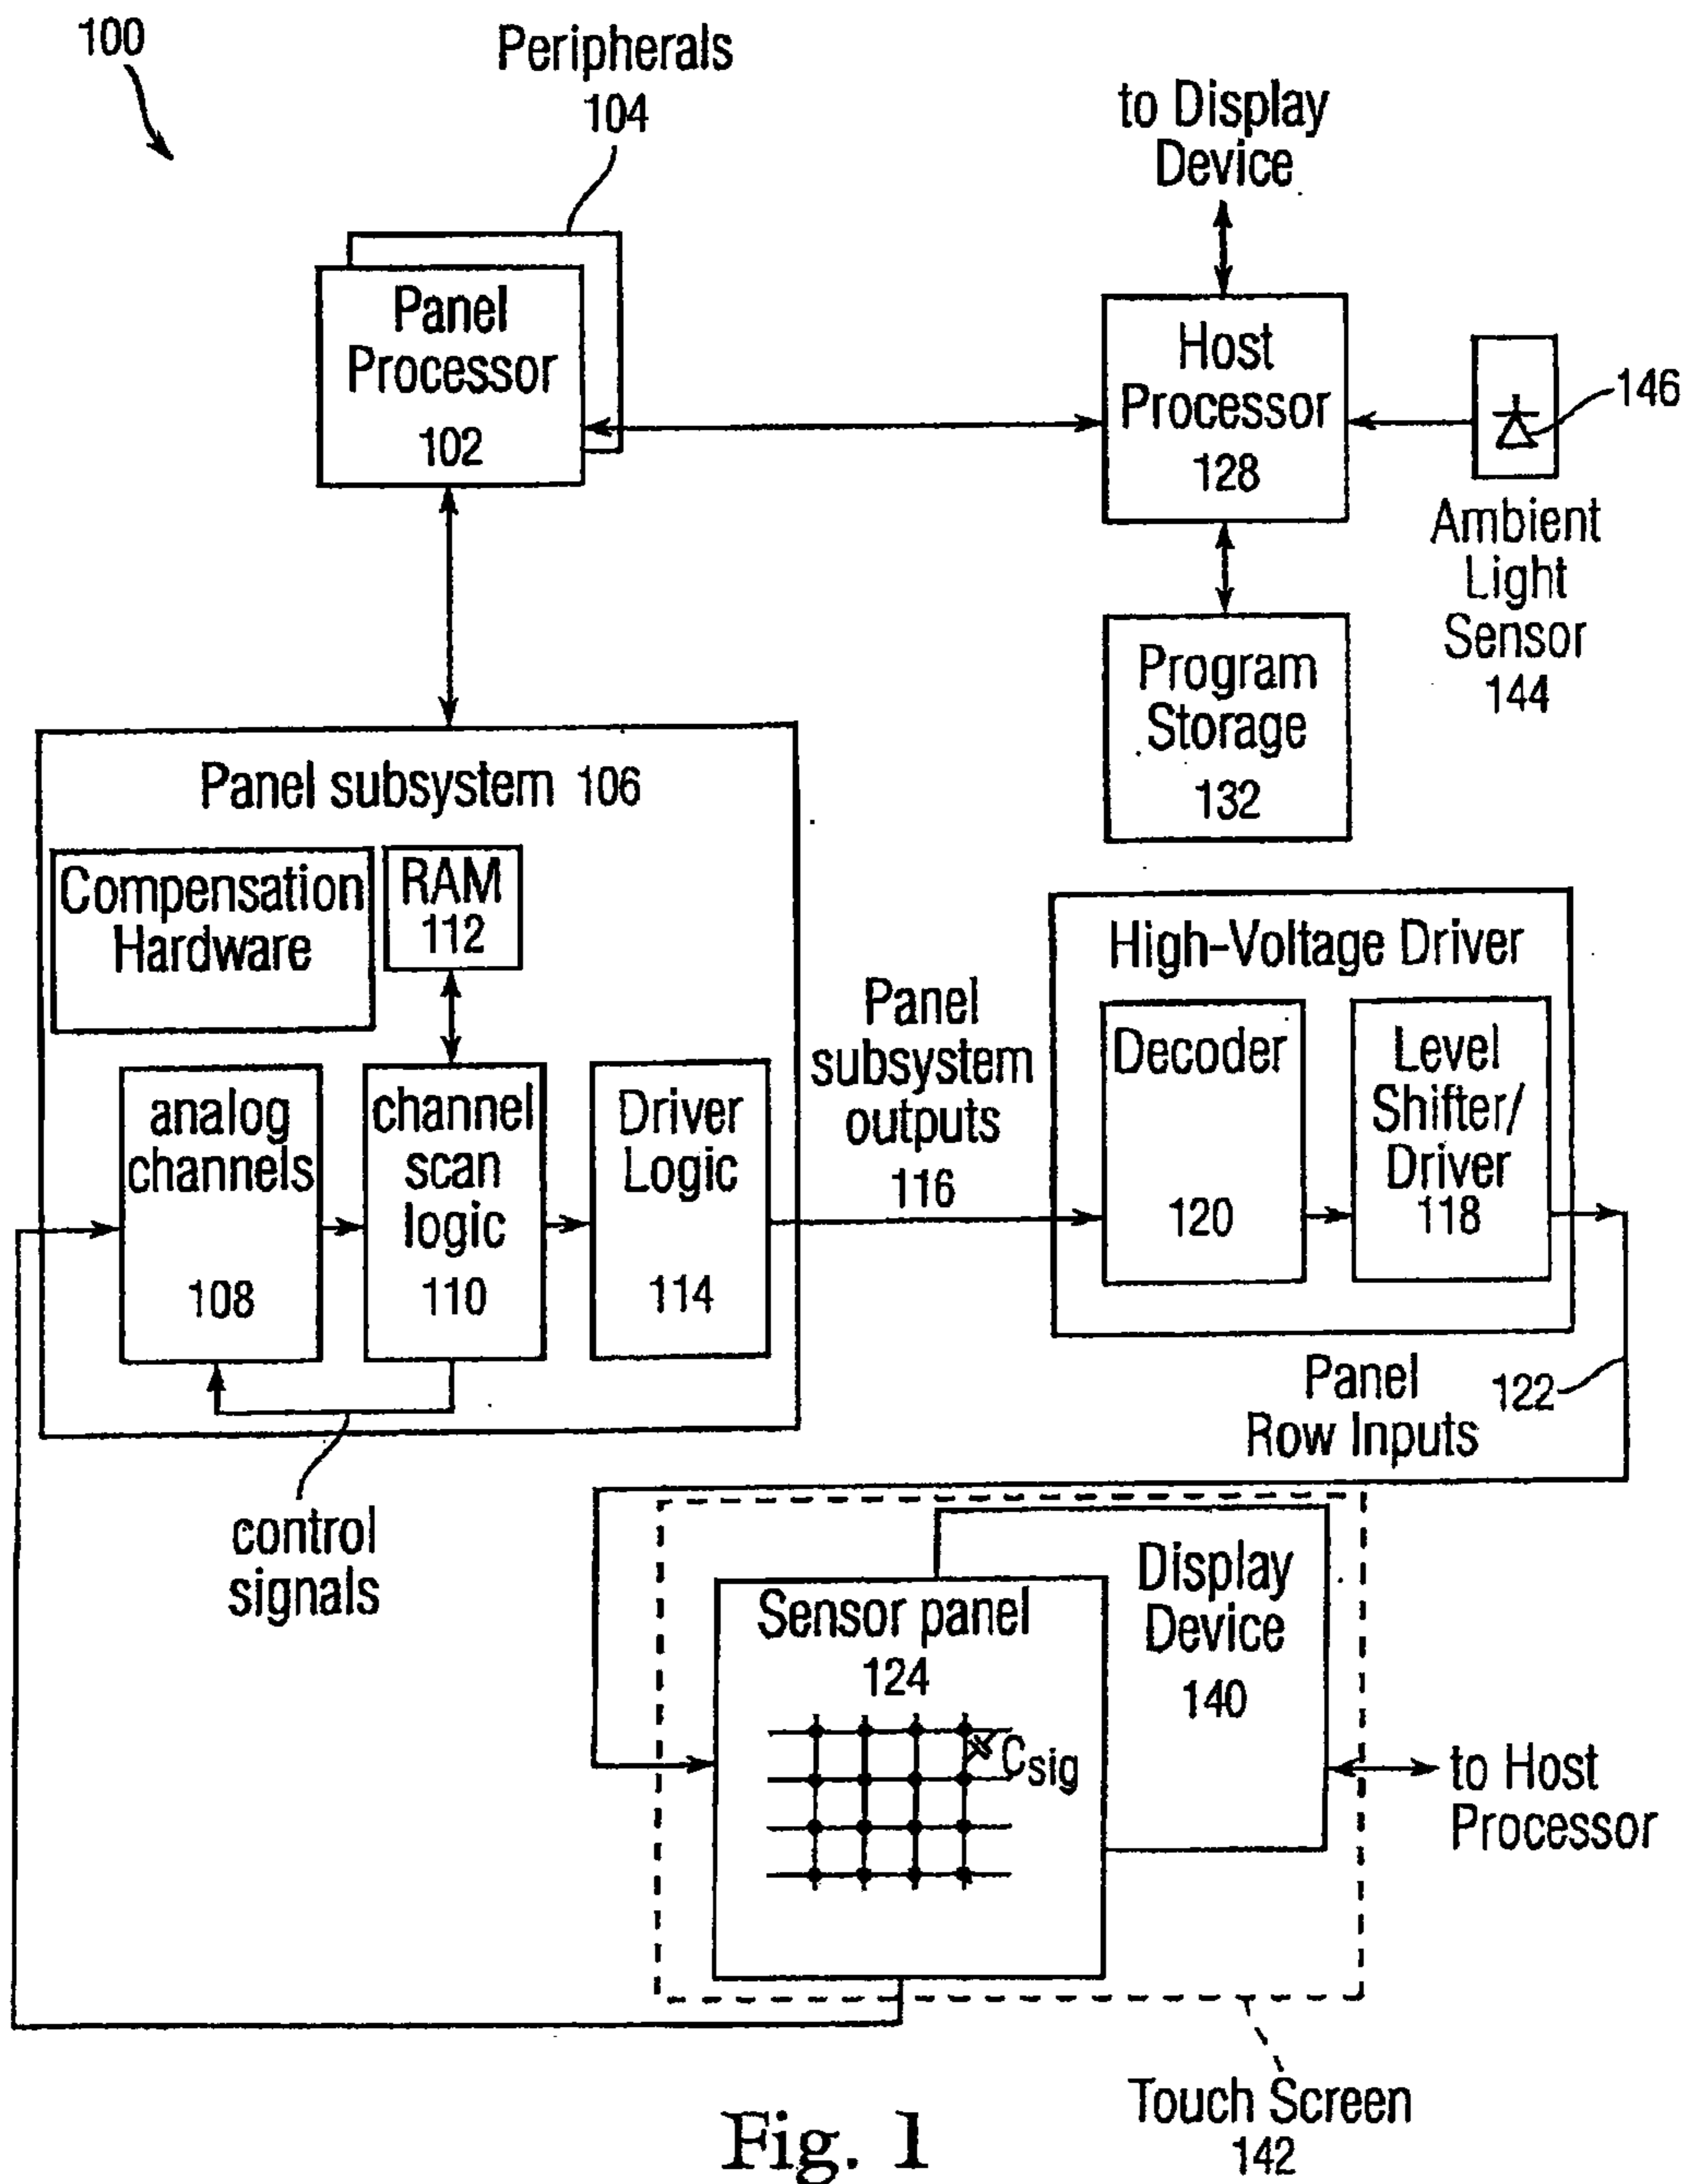 100
Peripherals
104
to Display
Device
Panel
Processor
102
Host
Processor
128
146
Ambient
Light
Sensor
144
Program
Storage
132
Panel subsystem 106
Compensation
Hardware
RAM
112
analog
channels
108
channel
scan
logic
110
Driver
Logic
114
control
signals
Panel
subsystem
outputs
116
High-Voltage Driver
Decoder
120
Level
Shifter/
Driver
118
Panel
Row Inputs
122
Sensor panel
124
Csig
Display
Device
140
to Host
Processor
Touch Screen
142
Fig. 1